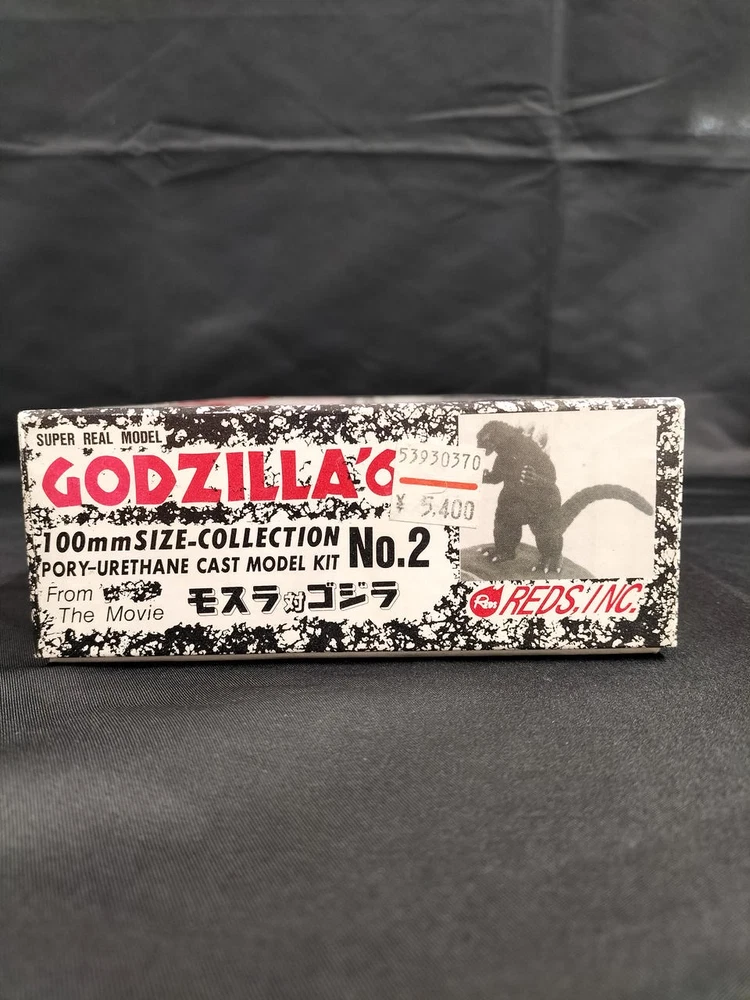 SUPER REAL MODEL
GODZILLA'6
53930370
¥ 5,400
100mm SIZE-COLLECTION
PORY-URETHANE CAST MODEL KIT No.2
From
The Movie
モスラ対ゴジラ
REDS, INC.